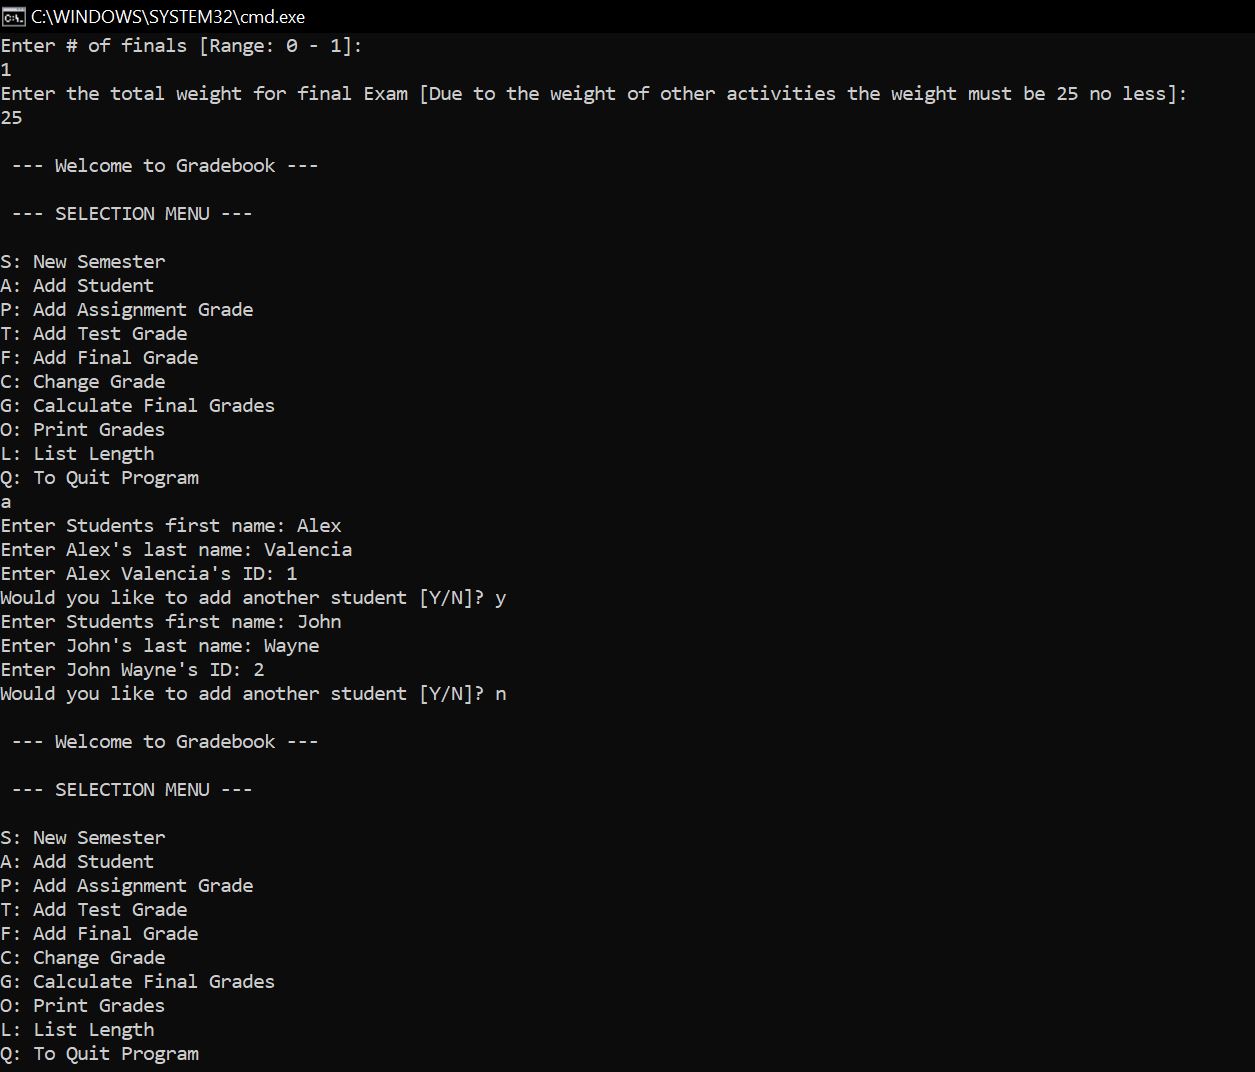 C:\WINDOWS\SYSTEM32\cmd.exe
Enter # of finals [Range: 0 - 1]:
1
Enter the total weight for final Exam [Due to the weight of other activities the weight must be 25 no less]:
25
--- Welcome to Gradebook ---
--- SELECTION MENU ---
S: New Semester
A: Add Student
P: Add Assignment Grade
T: Add Test Grade
F: Add Final Grade
C: Change Grade
G: Calculate Final Grades
O: Print Grades
L: List Length
Q: To Quit Program
a
Enter Students first name: Alex
Enter Alex's last name: Valencia
Enter Alex Valencia's ID: 1
Would you like to add another student [Y/N]? y
Enter Students first name: John
Enter John's last name: Wayne
Enter John Wayne's ID: 2
Would you like to add another student [Y/N]? n
--- Welcome to Gradebook ---
--- SELECTION MENU ---
S: New Semester
A: Add Student
P: Add Assignment Grade
T: Add Test Grade
F: Add Final Grade
C: Change Grade
G: Calculate Final Grades
O: Print Grades
L: List Length
Q: To Quit Program